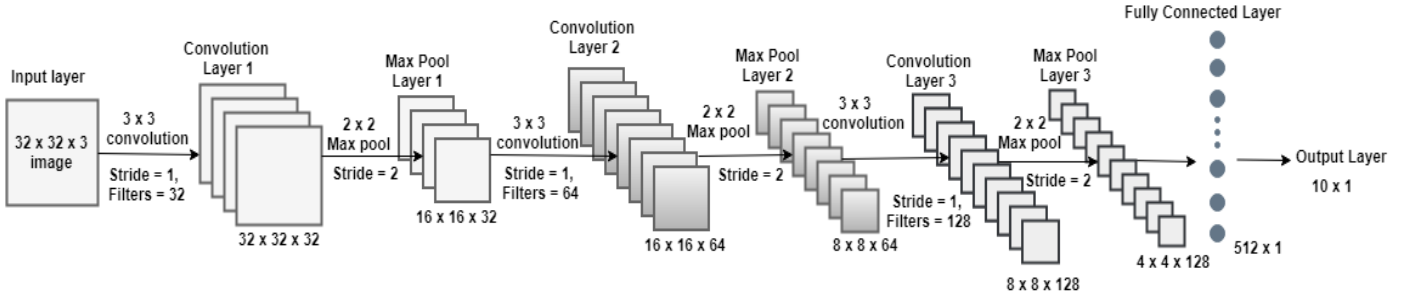 Input layer
32 x 32 x 3
image
3 x 3
convolution
Stride = 1,
Filters = 32
Convolution
Layer 1
32 x 32 x 32
2 x 2
Max pool
Stride = 2
Max Pool
Layer 1
16 x 16 x 32
3 x 3
convolution
Stride = 1,
Filters = 64
Convolution
Layer 2
16 x 16 x 64
2 x 2
Max pool
Stride = 2
Max Pool
Layer 2
8 x 8 x 64
3 x 3
convolution
Stride = 1,
Filters = 128
Convolution
Layer 3
8 x 8 x 128
2 x 2
Max pool
Stride = 2
Max Pool
Layer 3
4 x 4 x 128
Fully Connected Layer
512 x 1
Output Layer
10 x 1